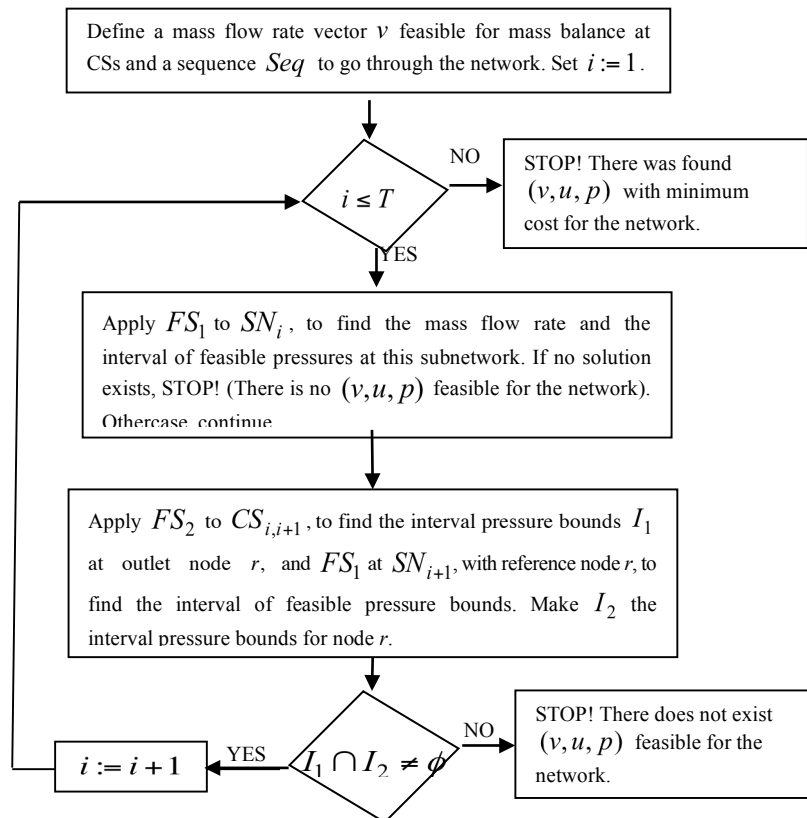 Define a mass flow rate vector v feasible for mass balance at
CSs and a sequence Seq to go through the network. Set i := 1.
i ≤ T
NO
STOP! There was found
(v, u, p) with minimum
cost for the network.
YES
Apply FS₁ to SNᵢ, to find the mass flow rate and the
interval of feasible pressures at this subnetwork. If no solution
exists, STOP! (There is no (v, u, p) feasible for the network).
Othercase continue
Apply FS₂ to CSᵢ,ᵢ₊₁, to find the interval pressure bounds I₁
at outlet node r, and FS₁ at SNᵢ₊₁, with reference node r, to
find the interval of feasible pressure bounds. Make I₂ the
interval pressure bounds for node r.
I₁ ∩ I₂ ≠ ϕ
YES
i := i + 1
NO
STOP! There does not exist
(v, u, p) feasible for the
network.